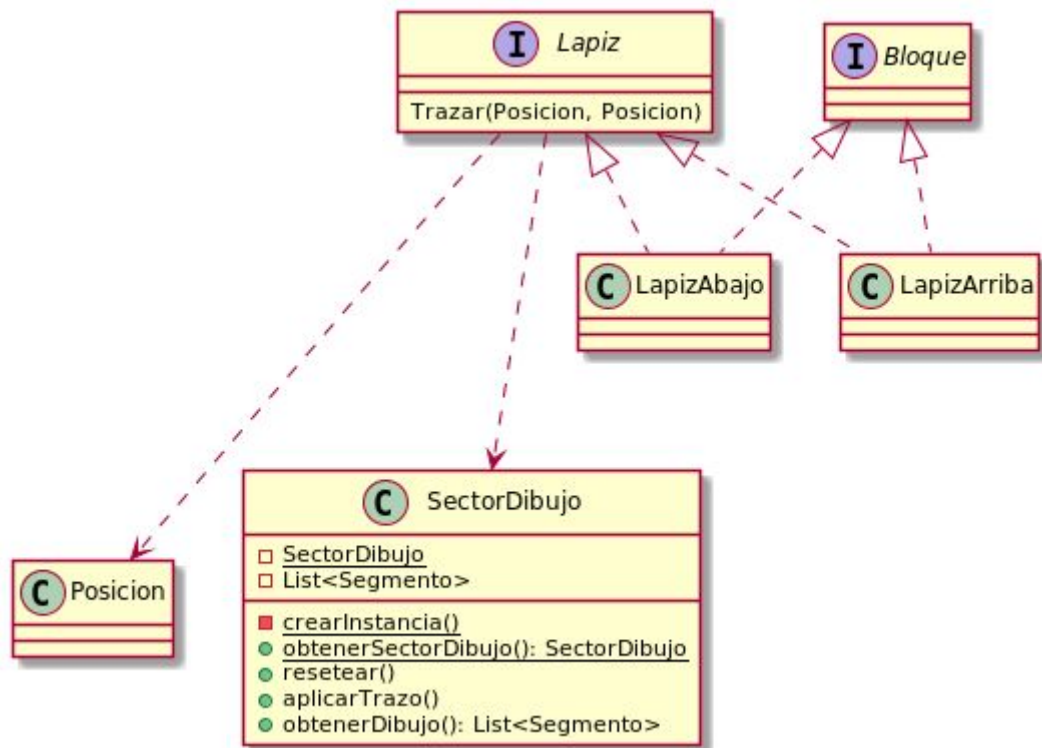 I Lapiz
Trazar(Posicion, Posicion)
I Bloque
C LapizAbajo
C LapizArriba
C Posicion
C SectorDibujo
SectorDibujo
List<Segmento>
crearInstancia()
obtenerSectorDibujo(): SectorDibujo
resetear()
aplicarTrazo()
obtenerDibujo(): List<Segmento>